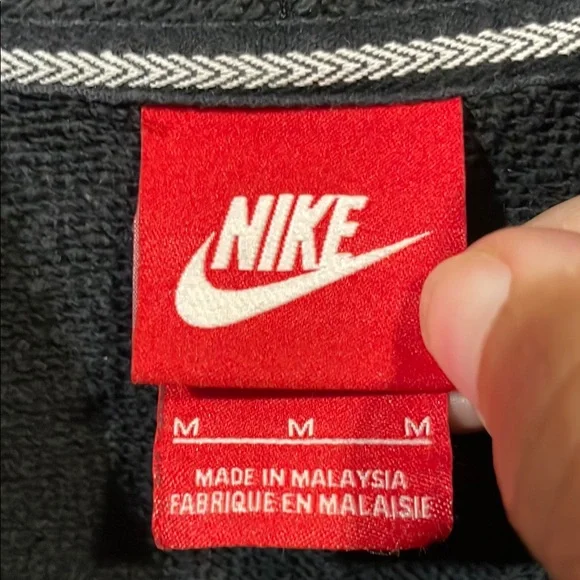 NIKE
M M M
MADE IN MALAYSIA
FABRIQUE EN MALAISIE